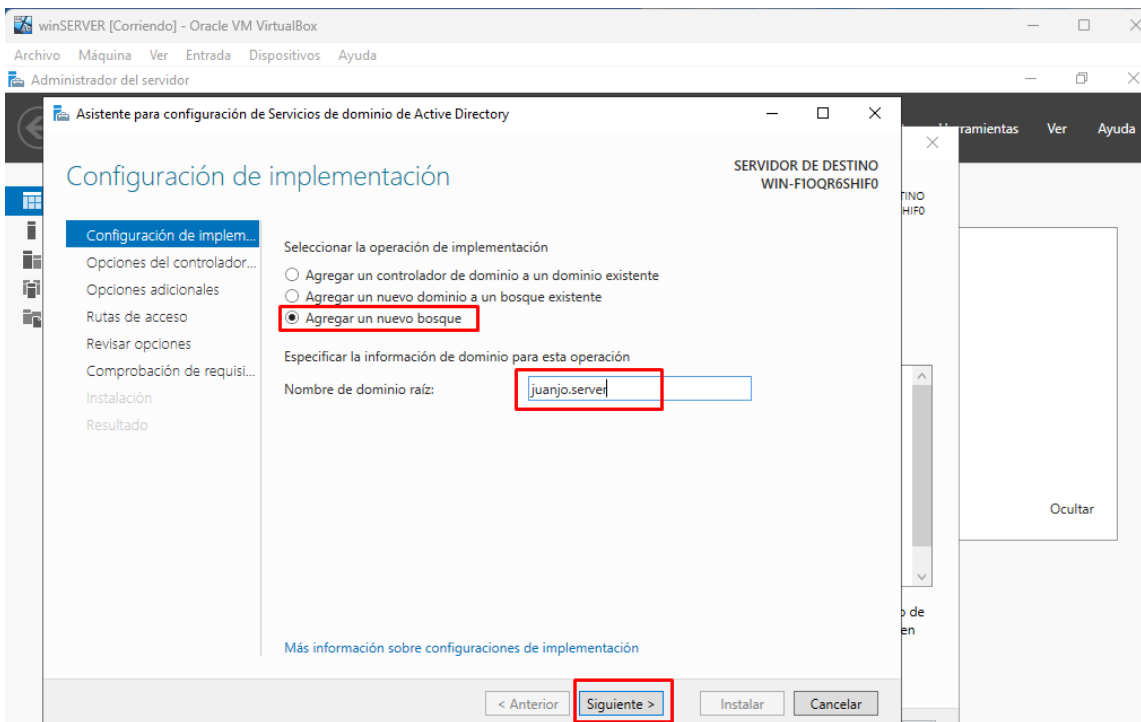 winSERVER [Corriendo] - Oracle VM VirtualBox
Archivo Máquina Ver Entrada Dispositivos Ayuda
Administrador del servidor
Asistente para configuración de Servicios de dominio de Active Directory
Ver Ayuda
Configuración de implementación
SERVIDOR DE DESTINO
WIN-F1OQR6SHIF0
Configuración de implem...
Opciones del controlador...
Opciones adicionales
Rutas de acceso
Revisar opciones
Comprobación de requisi...
Instalación
Resultado
Seleccionar la operación de implementación
Agregar un controlador de dominio a un dominio existente
Agregar un nuevo dominio a un bosque existente
Agregar un nuevo bosque
Especificar la información de dominio para esta operación
Nombre de dominio raíz: juanjo.server
Más información sobre configuraciones de implementación
< Anterior Siguiente > Instalar Cancelar
Ocultar
de
en